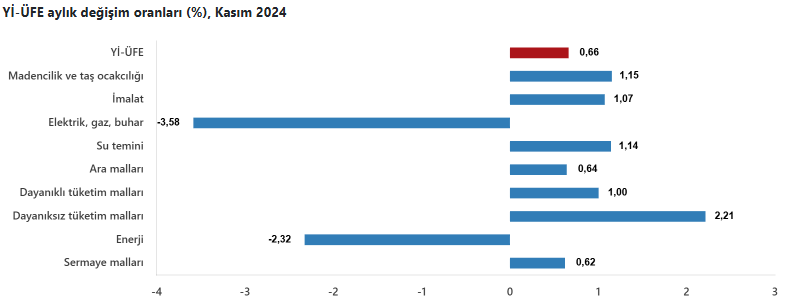 Yİ-ÜFE aylık değişim oranları (%), Kasım 2024
Yİ-ÜFE 0,66
Madencilik ve taş ocakcılığı 1,15
İmalat 1,07
Elektrik, gaz, buhar -3,58
Su temini 1,14
Ara malları 0,64
Dayanıklı tüketim malları 1,00
Dayanıksız tüketim malları 2,21
Enerji -2,32
Sermaye malları 0,62
-4 -3 -2 -1 0 1 2 3